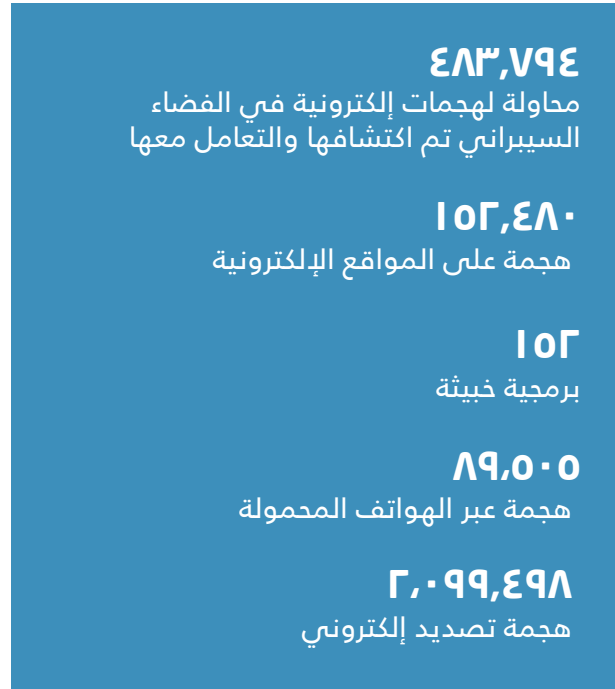 ٤٨٣,٧٩٤
محاولة لهجمات إلكترونية في الفضاء
السيبراني تم اكتشافها والتعامل معها
١٥٢,٤٨٠
هجمة على المواقع الإلكترونية
١٥٢
برمجية خبيثة
٨٩,٥٠٥
هجمة عبر الهواتف المحمولة
٢,٠٩٩,٤٩٨
هجمة تصديد إلكتروني